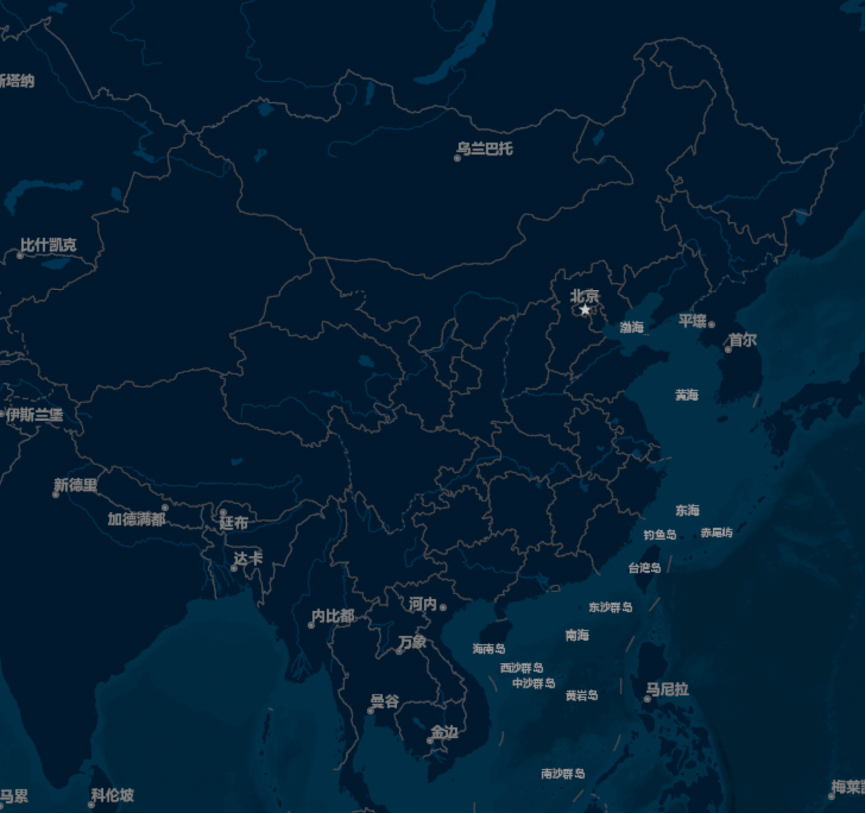 斯塔纳
乌兰巴托
比什凯克
北京
渤海
平壤
首尔
黄海
伊斯兰堡
新德里
加德满都
廷布
东海
钓鱼岛
赤尾屿
达卡
台湾岛
河内
东沙群岛
内比都
万象
海南岛
南海
西沙群岛
中沙群岛
黄岩岛
马尼拉
曼谷
金边
南沙群岛
马累
科伦坡
梅莱凯